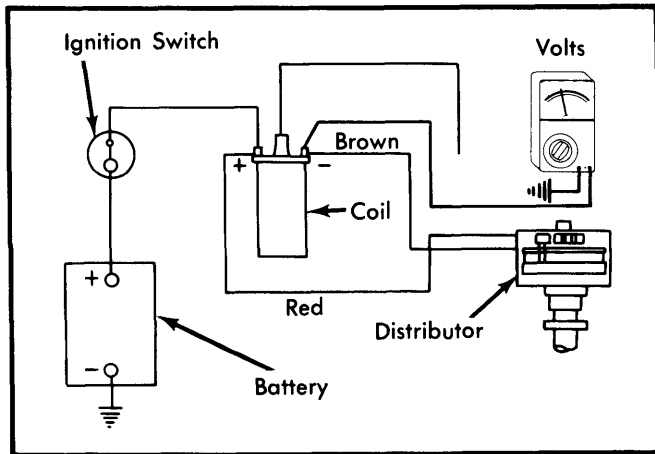 Ignition Switch
Volts
Brown
+
-
Coil
+
Red
Distributor
-
Battery